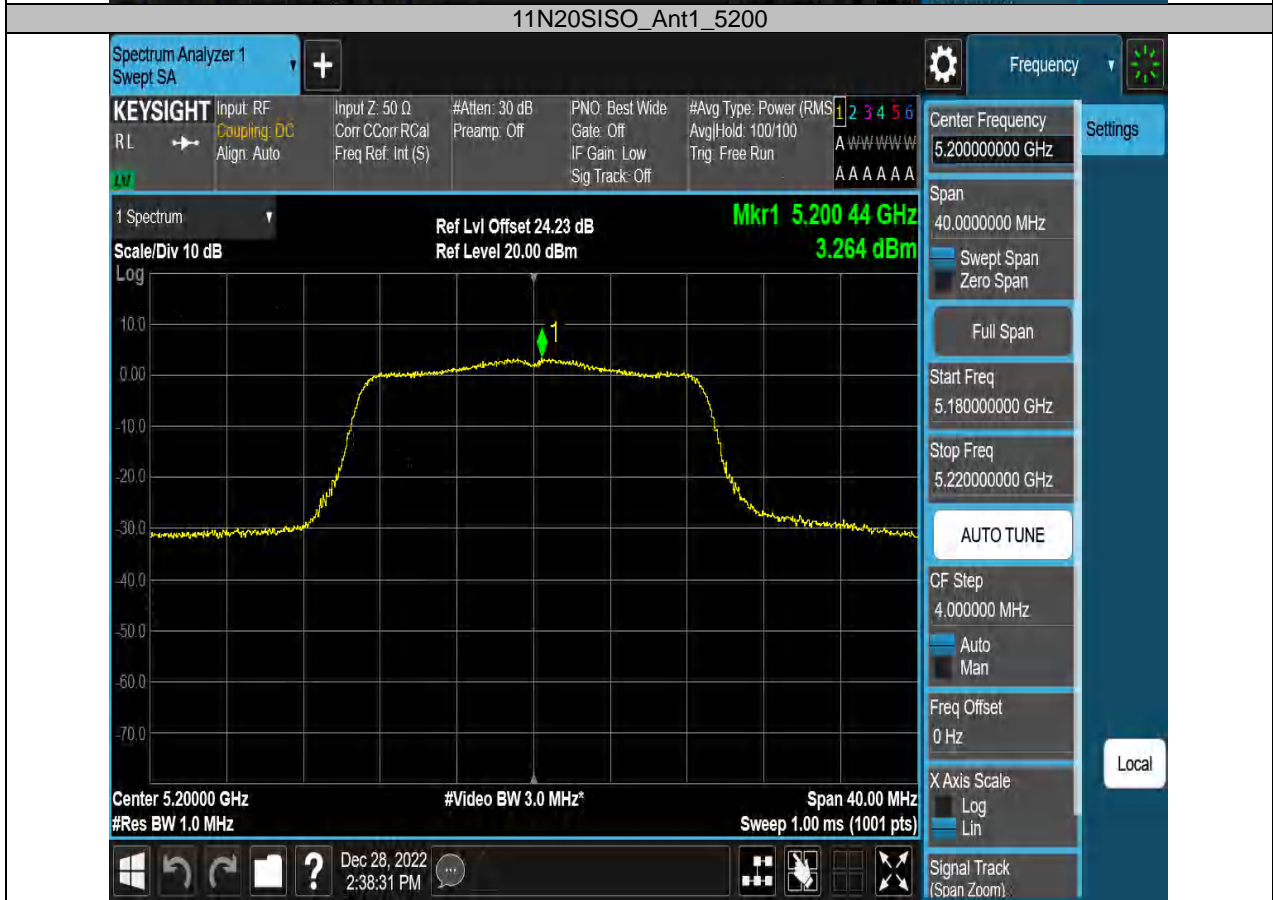 11N20SISO_Ant1_5200
Spectrum Analyzer 1
Swept SA
Frequency
KEYSIGHT
RL
Input: RF
Coupling: DC
Align: Auto
Input Z: 50 Ω
Corr CCorr RCal
Freq Ref: Int (S)
#Atten: 30 dB
Preamp: Off
PNO: Best Wide
Gate: Off
IF Gain: Low
Sig Track: Off
#Avg Type: Power (RMS
Avg|Hold: 100/100
Trig: Free Run
1 2 3 4 5 6
A W W W W W
A A A A A A
1 Spectrum
Scale/Div 10 dB
Log
Ref Lvl Offset 24.23 dB
Ref Level 20.00 dBm
Mkr1 5.200 44 GHz
3.264 dBm
1
10.0
0.00
-10.0
-20.0
-30.0
-40.0
-50.0
-60.0
-70.0
Center 5.20000 GHz
#Res BW 1.0 MHz
#Video BW 3.0 MHz*
Span 40.00 MHz
Sweep 1.00 ms (1001 pts)
Dec 28, 2022
2:38:31 PM
Center Frequency
5.200000000 GHz
Settings
Span
40.0000000 MHz
Swept Span
Zero Span
Full Span
Start Freq
5.180000000 GHz
Stop Freq
5.220000000 GHz
AUTO TUNE
CF Step
4.000000 MHz
Auto
Man
Freq Offset
0 Hz
X Axis Scale
Log
Lin
Local
Signal Track
(Span Zoom)